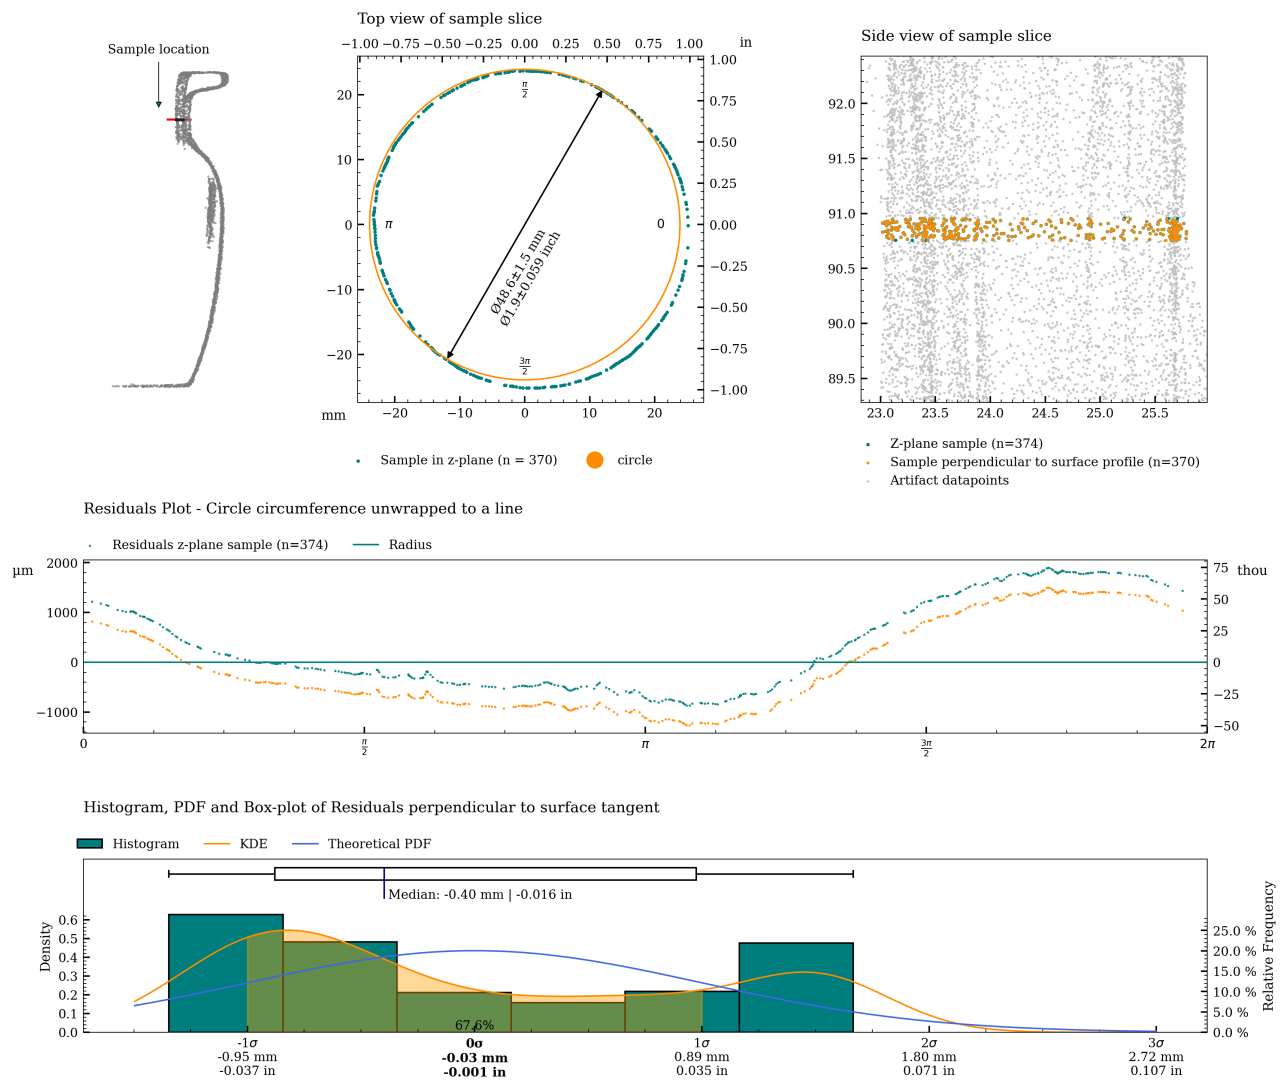 Sample location
Top view of sample slice
−1.00 −0.75 −0.50 −0.25 0.00 0.25 0.50 0.75 1.00 in
20
10
0
−10
−20
mm
−20 −10 0 10 20
1.00
0.75
0.50
0.25
0.00
−0.25
−0.50
−0.75
−1.00
π/2
π
0
3π/2
Ø48.6±1.5 mm
Ø1.9±0.059 inch
Sample in z-plane (n = 370) circle
Side view of sample slice
92.0
91.5
91.0
90.5
90.0
89.5
23.0 23.5 24.0 24.5 25.0 25.5
Z-plane sample (n=374)
Sample perpendicular to surface profile (n=370)
Artifact datapoints
Residuals Plot - Circle circumference unwrapped to a line
Residuals z-plane sample (n=374) Radius
µm
2000
1000
0
−1000
75 thou
50
25
0
−25
−50
0 π/2 π 3π/2 2π
Histogram, PDF and Box-plot of Residuals perpendicular to surface tangent
Histogram KDE Theoretical PDF
Median: -0.40 mm | -0.016 in
Density
0.6
0.5
0.4
0.3
0.2
0.1
0.0
25.0 %
20.0 %
15.0 %
10.0 %
5.0 %
0.0 %
Relative Frequency
67.6%
-1σ 0σ 1σ 2σ 3σ
-0.95 mm -0.03 mm 0.89 mm 1.80 mm 2.72 mm
-0.037 in -0.001 in 0.035 in 0.071 in 0.107 in